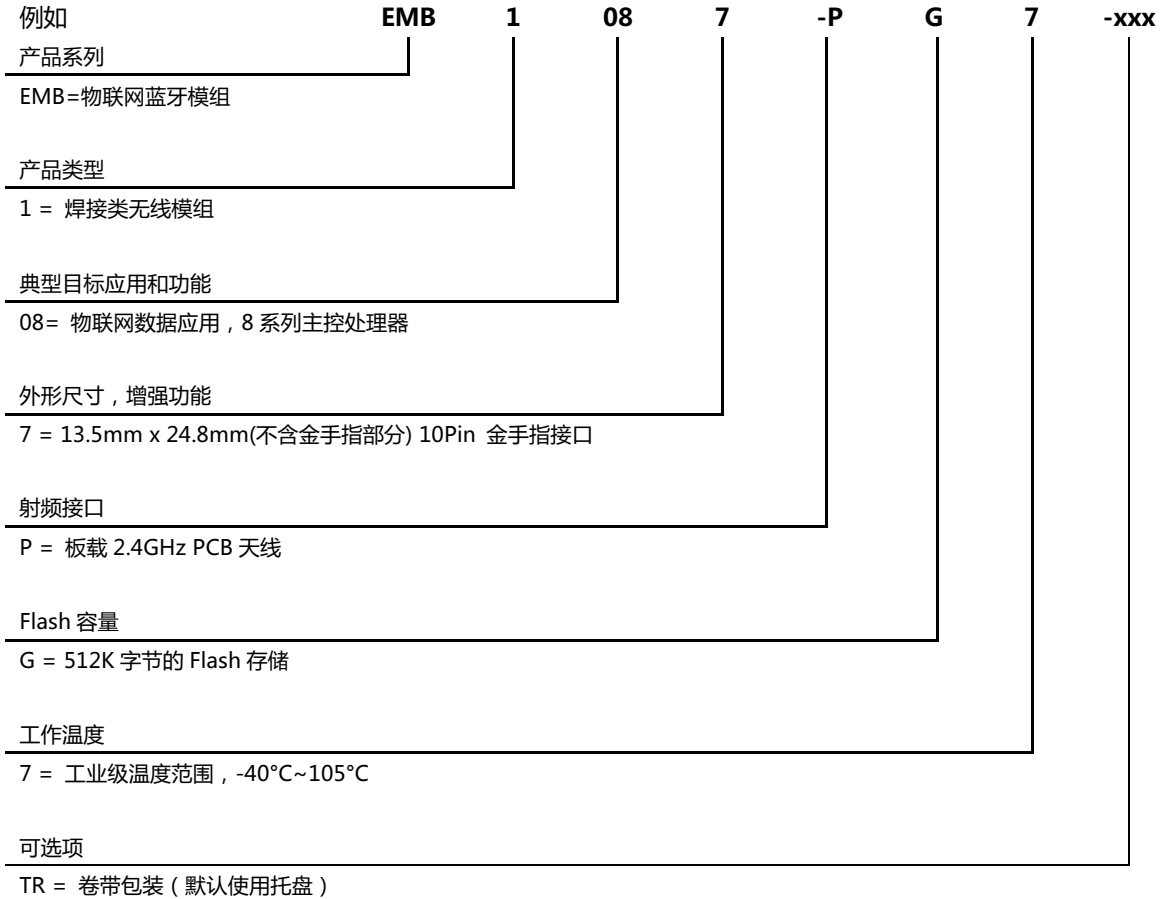 例如 EMB 1 08 7 -P G 7 -xxx
产品系列
EMB=物联网蓝牙模组
产品类型
1 = 焊接类无线模组
典型目标应用和功能
08= 物联网数据应用，8 系列主控处理器
外形尺寸，增强功能
7 = 13.5mm x 24.8mm(不含金手指部分) 10Pin 金手指接口
射频接口
P = 板载 2.4GHz PCB 天线
Flash 容量
G = 512K 字节的 Flash 存储
工作温度
7 = 工业级温度范围，-40°C~105°C
可选项
TR = 卷带包装（默认使用托盘）